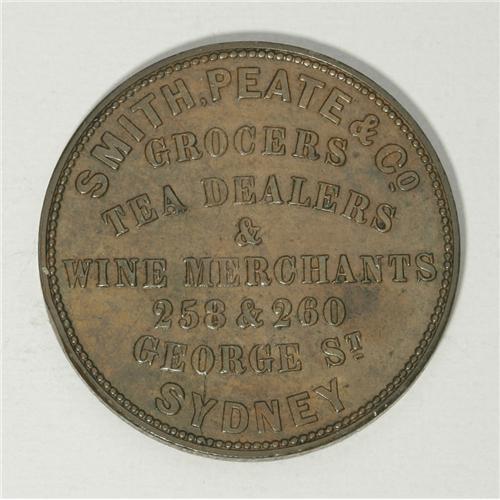 SMITH, PEATE & Co
GROCERS
TEA DEALERS
&
WINE MERCHANTS
258 & 260
GEORGE ST
SYDNEY